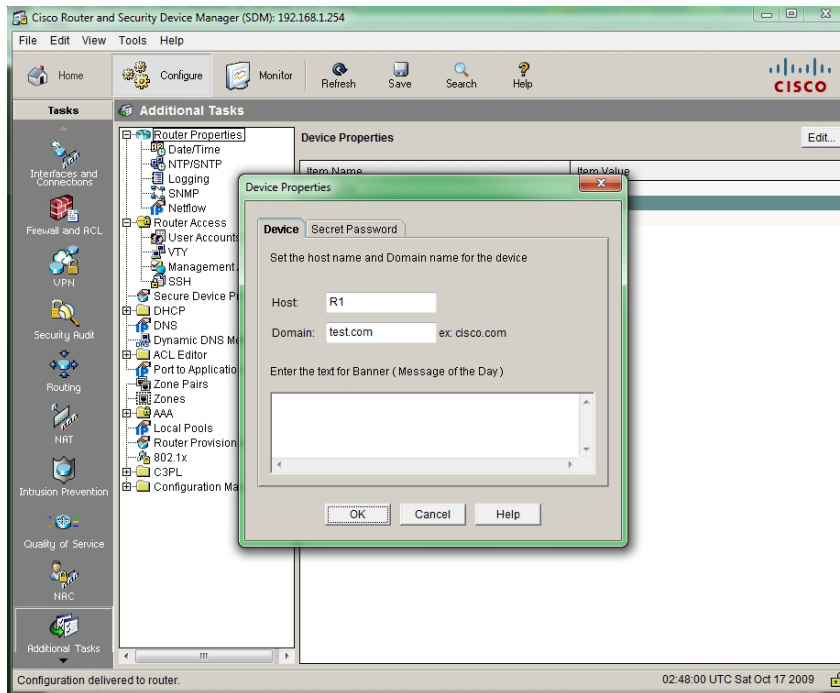 Cisco Router and Security Device Manager (SDM): 192.168.1.254
File Edit View Tools Help
Home Configure Monitor Refresh Save Search Help
CISCO
Tasks
Additional Tasks
Interfaces and Connections
Firewall and ACL
VPN
Security Audit
Routing
NAT
Intrusion Prevention
Quality of Service
NAC
Additional Tasks
Router Properties
Date/Time
NTP/SNTP
Logging
SNMP
Netflow
Router Access
User Accounts
VTY
Management
SSH
Secure Device
DHCP
DNS
Dynamic DNS
ACL Editor
Port to Applicatio
Zone Pairs
Zones
AAA
Local Pools
Router Provision
802.1x
C3PL
Configuration Ma
Device Properties
Edit...
Item Name Item Value
Device Properties
Device Secret Password
Set the host name and Domain name for the device
Host: R1
Domain: test.com ex: cisco.com
Enter the text for Banner ( Message of the Day )
OK Cancel Help
Configuration delivered to router.
02:48:00 UTC Sat Oct 17 2009